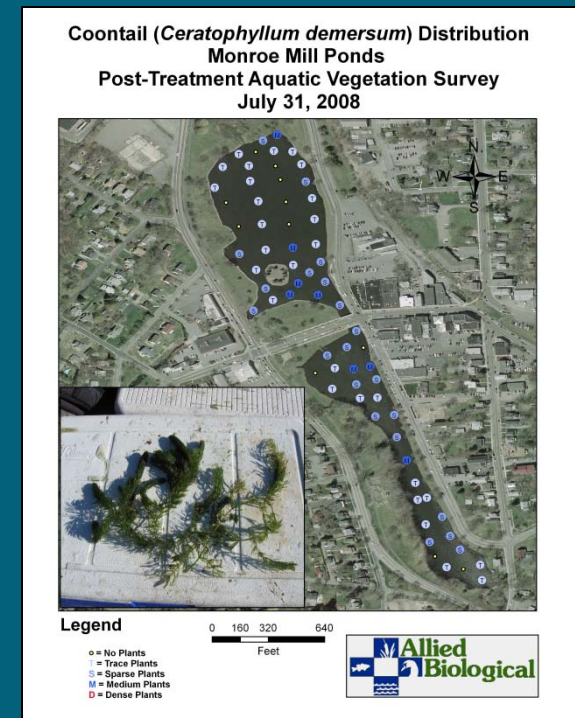 Coontail (Ceratophyllum demersum) Distribution
Monroe Mill Ponds
Post-Treatment Aquatic Vegetation Survey
July 31, 2008
N
W E
S
Legend
0 160 320 640
Feet
= No Plants
T = Trace Plants
S = Sparse Plants
M = Medium Plants
D = Dense Plants
Allied
Biological